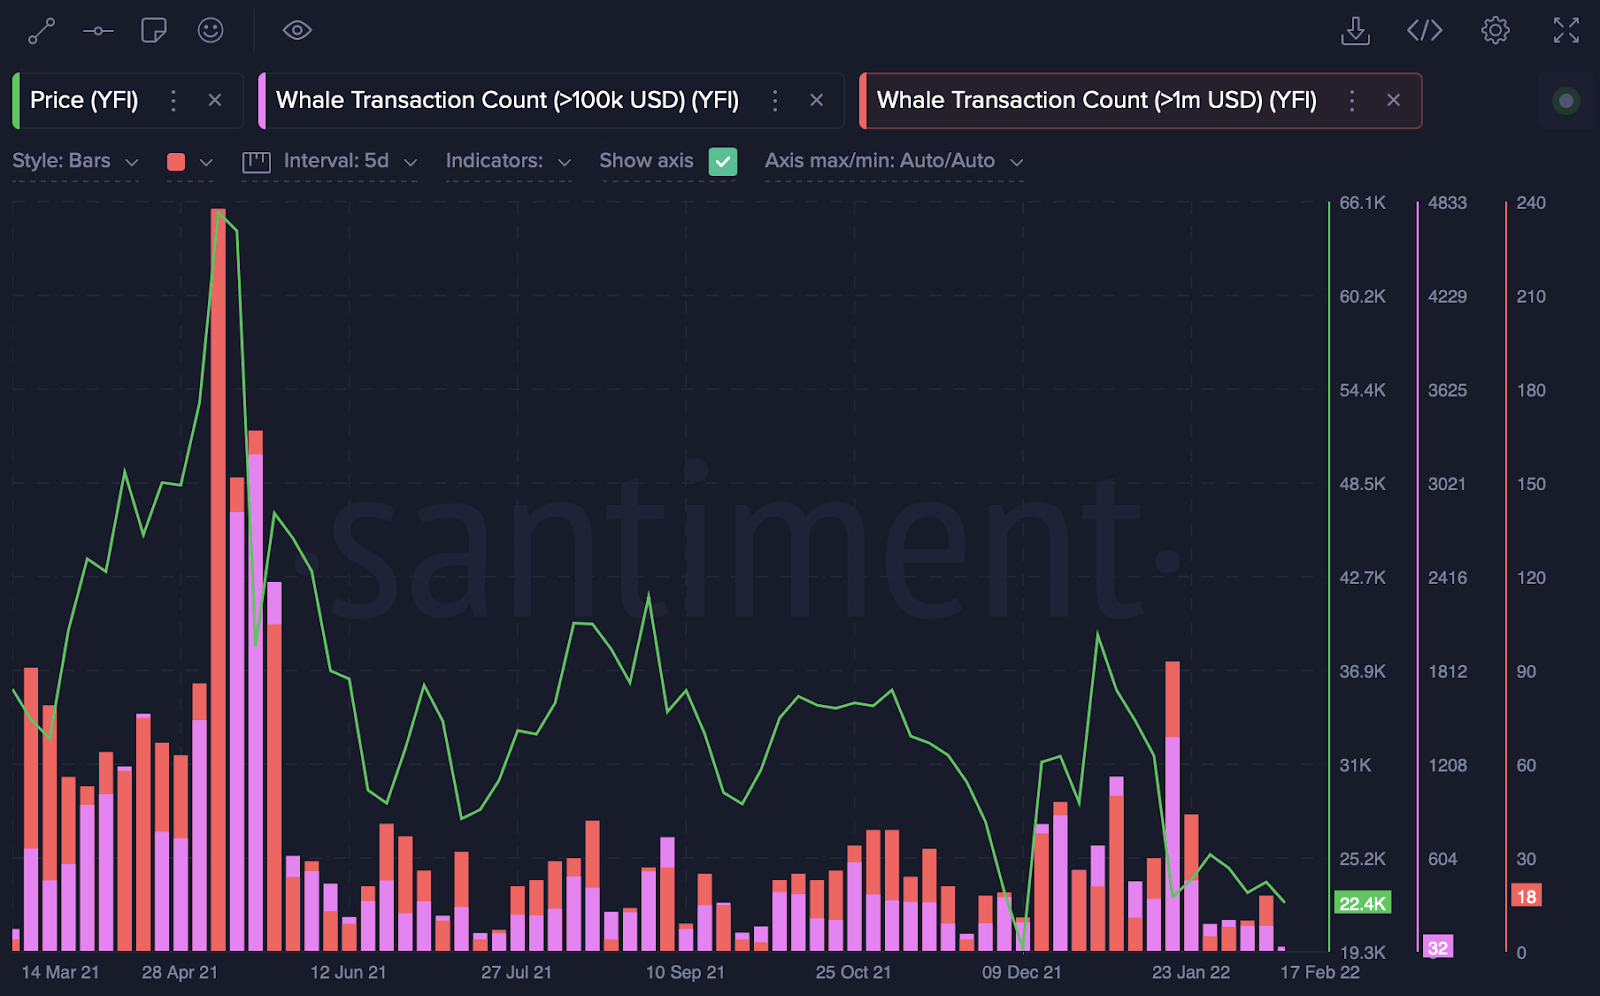 Price (YFI)
Whale Transaction Count (>100k USD) (YFI)
Whale Transaction Count (>1m USD) (YFI)
Style: Bars
Interval: 5d
Indicators:
Show axis
Axis max/min: Auto/Auto
santiment
66.1K 4833 240
60.2K 4229 210
54.4K 3625 180
48.5K 3021 150
42.7K 2416 120
36.9K 1812 90
31K 1208 60
25.2K 604 30
22.4K 18
32
19.3K 0
14 Mar 21 28 Apr 21 12 Jun 21 27 Jul 21 10 Sep 21 25 Oct 21 09 Dec 21 23 Jan 22 17 Feb 22